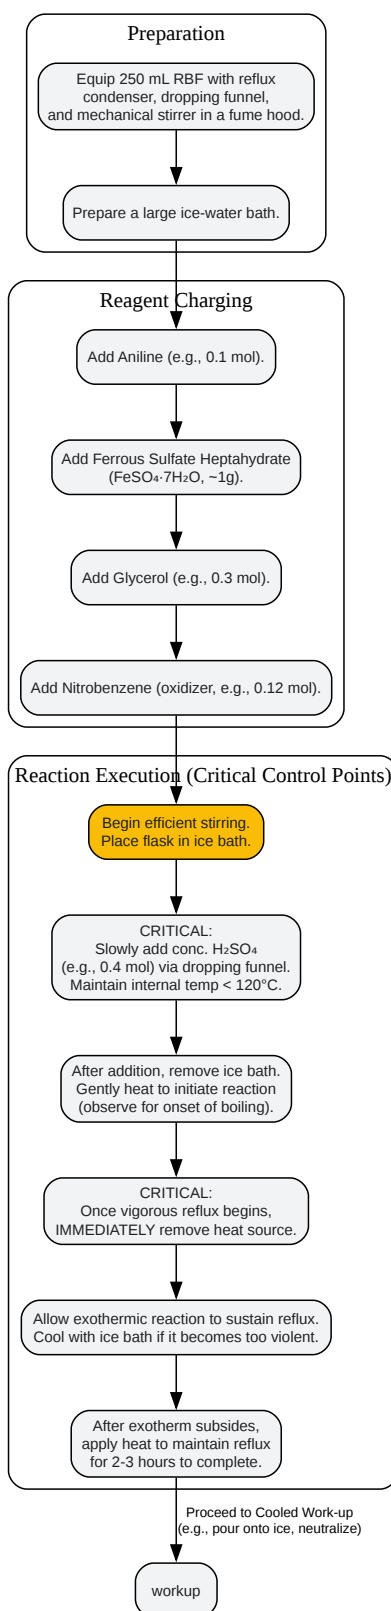 Preparation
Equip 250 mL RBF with reflux
condenser, dropping funnel,
and mechanical stirrer in a fume hood.
Prepare a large ice-water bath.
Reagent Charging
Add Aniline (e.g., 0.1 mol).
Add Ferrous Sulfate Heptahydrate
(FeSO₄·7H₂O, ~1g).
Add Glycerol (e.g., 0.3 mol).
Add Nitrobenzene (oxidizer, e.g., 0.12 mol).
Reaction Execution (Critical Control Points)
Begin efficient stirring.
Place flask in ice bath.
CRITICAL:
Slowly add conc. H₂SO₄
(e.g., 0.4 mol) via dropping funnel.
Maintain internal temp < 120°C.
After addition, remove ice bath.
Gently heat to initiate reaction
(observe for onset of boiling).
CRITICAL:
Once vigorous reflux begins,
IMMEDIATELY remove heat source.
Allow exothermic reaction to sustain reflux.
Cool with ice bath if it becomes too violent.
After exotherm subsides,
apply heat to maintain reflux
for 2-3 hours to complete.
Proceed to Cooled Work-up
(e.g., pour onto ice, neutralize)
workup